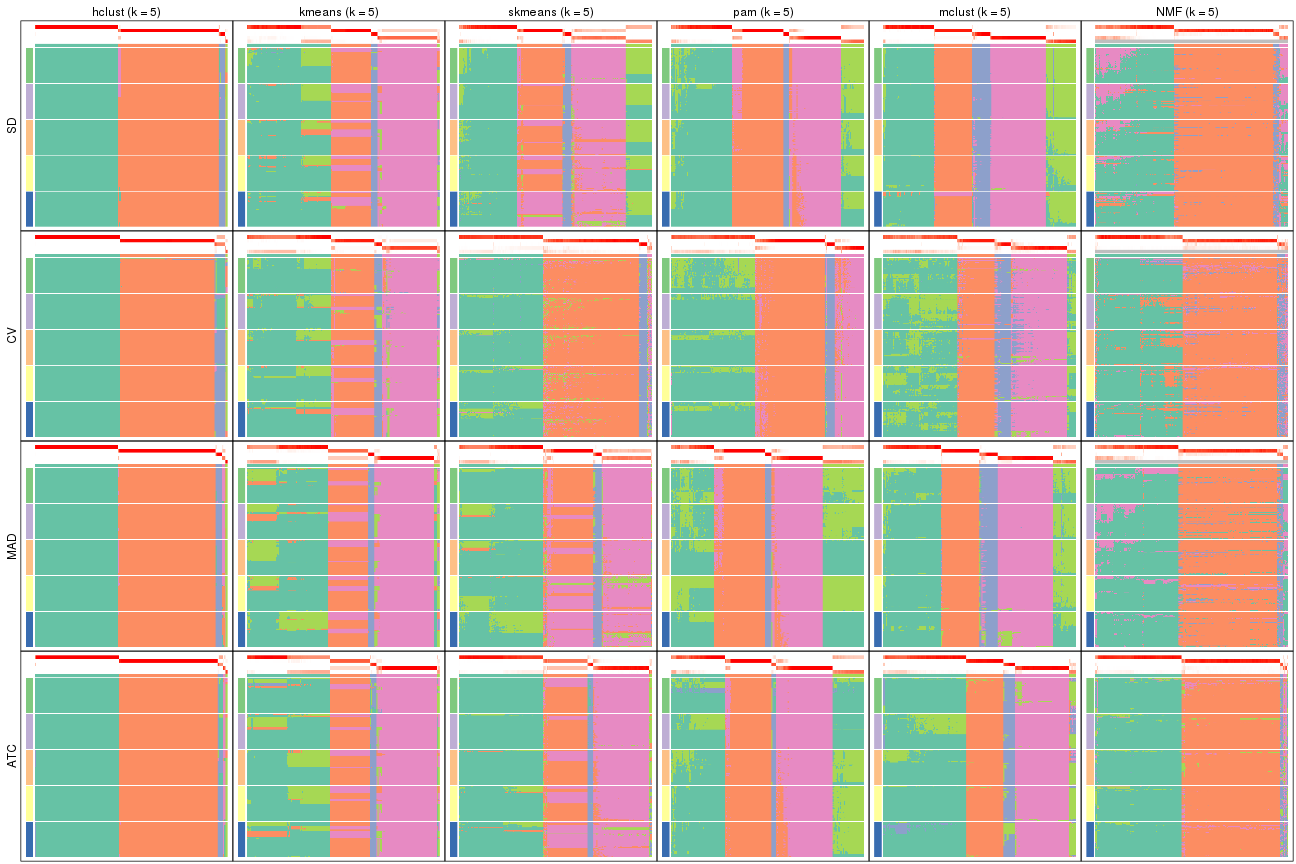 hclust (k = 5)
kmeans (k = 5)
skmeans (k = 5)
pam (k = 5)
mclust (k = 5)
NMF (k = 5)
SD
CV
MAD
ATC